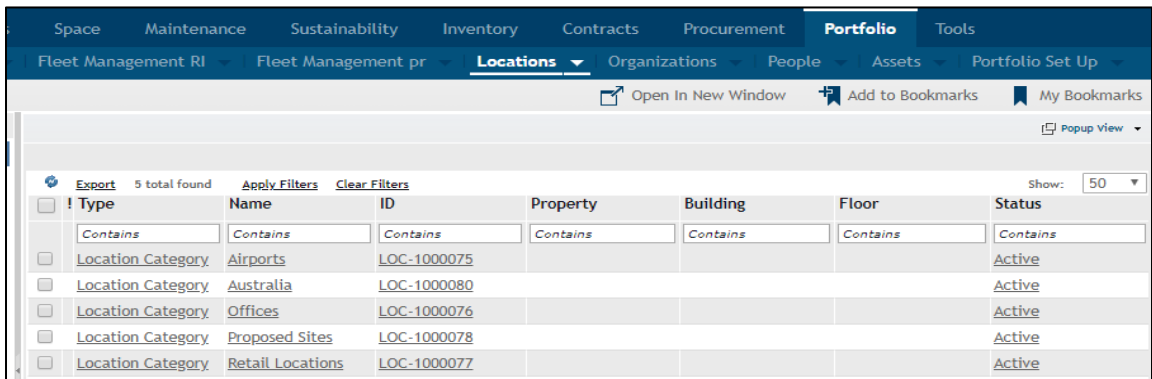 Space Maintenance Sustainability Inventory Contracts Procurement Portfolio Tools
Fleet Management RI Fleet Management pr Locations Organizations People Assets Portfolio Set Up
Open In New Window Add to Bookmarks My Bookmarks
Popup View
Export 5 total found Apply Filters Clear Filters Show: 50
! Type Name ID Property Building Floor Status
Contains Contains Contains Contains Contains Contains Contains
Location Category Airports LOC-1000075 Active
Location Category Australia LOC-1000080 Active
Location Category Offices LOC-1000076 Active
Location Category Proposed Sites LOC-1000078 Active
Location Category Retail Locations LOC-1000077 Active